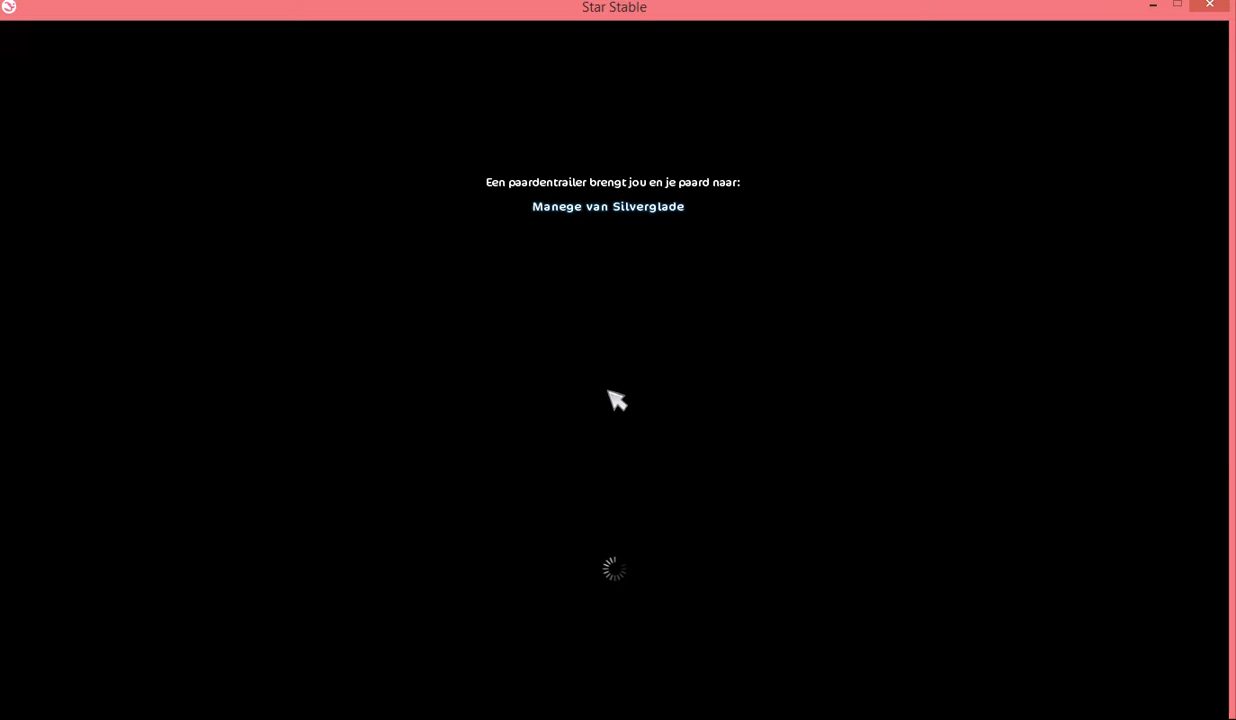 Star Stable
Een paardentrailer brengt jou en je paard naar:
Manege van Silverglade